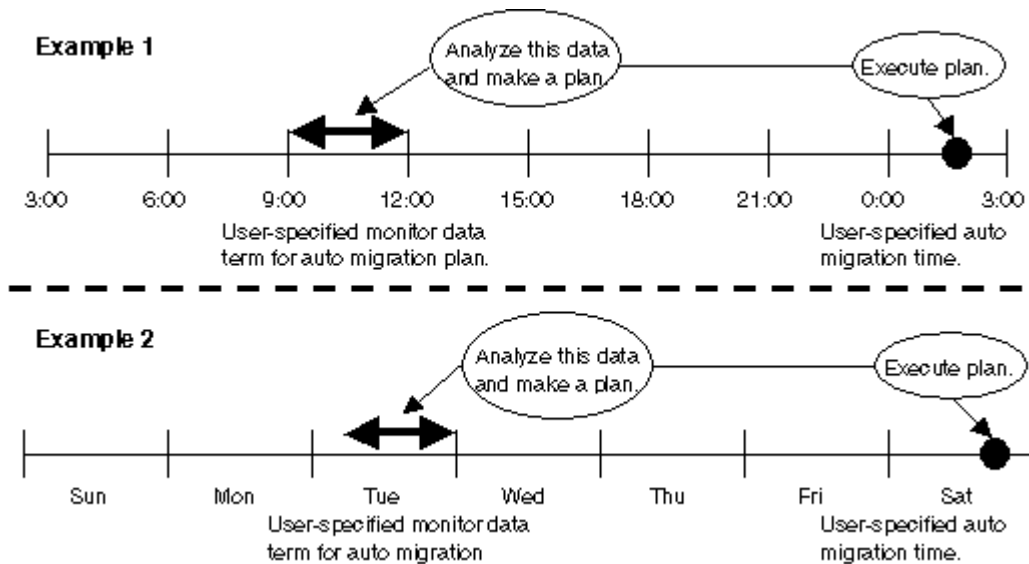 Example 1
Analyze this data
and make a plan.
Execute plan.
3:00 6:00 9:00 12:00 15:00 18:00 21:00 0:00 3:00
User-specified monitor data
term for auto migration plan.
User-specified auto
migration time.
Example 2
Analyze this data
and make a plan.
Execute plan.
Sun Mon Tue Wed Thu Fri Sat
User-specified monitor data
term for auto migration
User-specified auto
migration time.